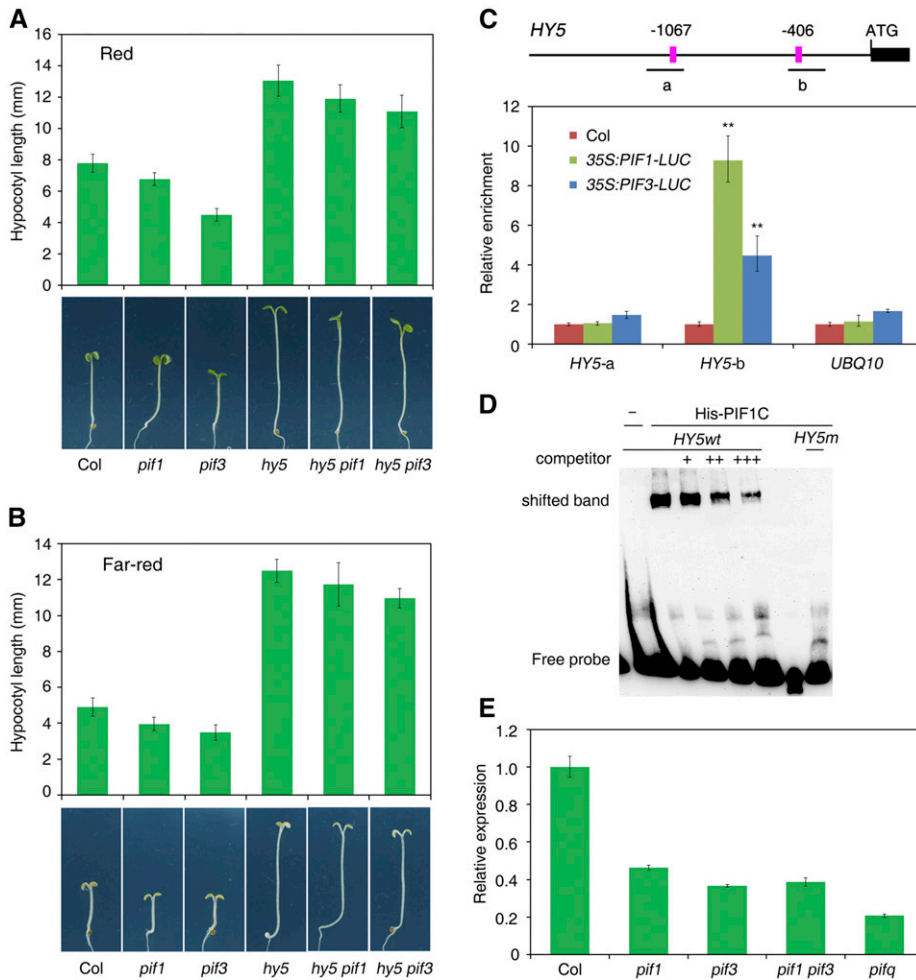 A
Red
Hypocotyl length (mm)
16
14
12
10
8
6
4
2
0
Col pif1 pif3 hy5 hy5 pif1 hy5 pif3
B
Far-red
Hypocotyl length (mm)
14
12
10
8
6
4
2
0
Col pif1 pif3 hy5 hy5 pif1 hy5 pif3
C
HY5 -1067 -406 ATG
a b
Relative enrichment
12
10
8
6
4
2
0
Col
35S:PIF1-LUC
35S:PIF3-LUC
**
**
HY5-a HY5-b UBQ10
D
– His-PIF1C
HY5wt HY5m
competitor + ++ +++
shifted band
Free probe
E
Relative expression
1.2
1.0
0.8
0.6
0.4
0.2
0
Col pif1 pif3 pif1 pif3 pifq